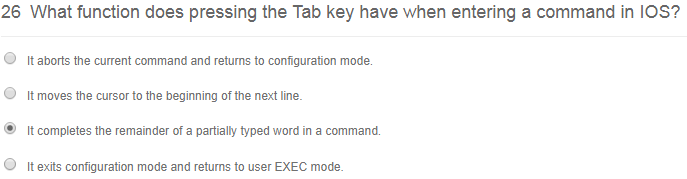 26 What function does pressing the Tab key have when entering a command in IOS?
It aborts the current command and returns to configuration mode.
It moves the cursor to the beginning of the next line.
It completes the remainder of a partially typed word in a command.
It exits configuration mode and returns to user EXEC mode.